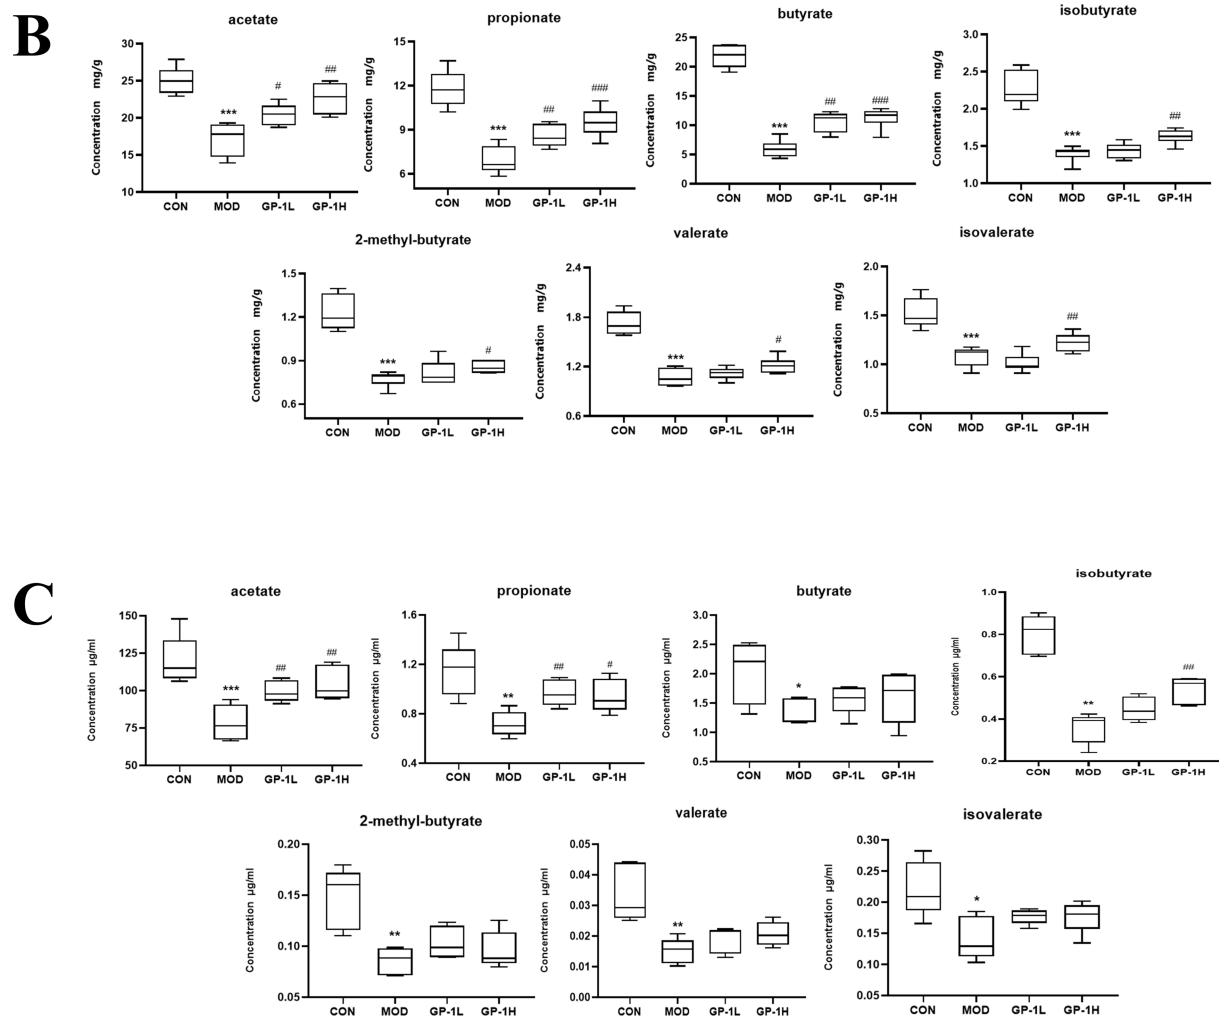 B
acetate
Concentration mg/g
30
25
20
15
10
***
#
##
CON MOD GP-1L GP-1H
propionate
Concentration mg/g
15
12
9
6
***
##
###
CON MOD GP-1L GP-1H
butyrate
Concentration mg/g
25
20
15
10
5
0
***
##
###
CON MOD GP-1L GP-1H
isobutyrate
Concentration mg/g
3.0
2.5
2.0
1.5
1.0
***
##
CON MOD GP-1L GP-1H
2-methyl-butyrate
Concentration mg/g
1.5
1.2
0.9
0.6
***
#
CON MOD GP-1L GP-1H
valerate
Concentration mg/g
2.4
1.8
1.2
0.6
***
#
CON MOD GP-1L GP-1H
isovalerate
Concentration mg/g
2.0
1.5
1.0
0.5
***
##
CON MOD GP-1L GP-1H
C
acetate
Concentration µg/ml
150
125
100
75
50
***
##
##
CON MOD GP-1L GP-1H
propionate
Concentration µg/ml
1.6
1.2
0.8
0.4
**
##
#
CON MOD GP-1L GP-1H
butyrate
Concentration µg/ml
3.0
2.5
2.0
1.5
1.0
0.5
*
CON MOD GP-1L GP-1H
isobutyrate
Concentration µg/ml
1.0
0.8
0.6
0.4
0.2
**
##
CON MOD GP-1L GP-1H
2-methyl-butyrate
Concentration µg/ml
0.20
0.15
0.10
0.05
**
CON MOD GP-1L GP-1H
valerate
Concentration µg/ml
0.05
0.04
0.03
0.02
0.01
0.00
**
CON MOD GP-1L GP-1H
isovalerate
Concentration µg/ml
0.30
0.25
0.20
0.15
0.10
0.05
*
CON MOD GP-1L GP-1H